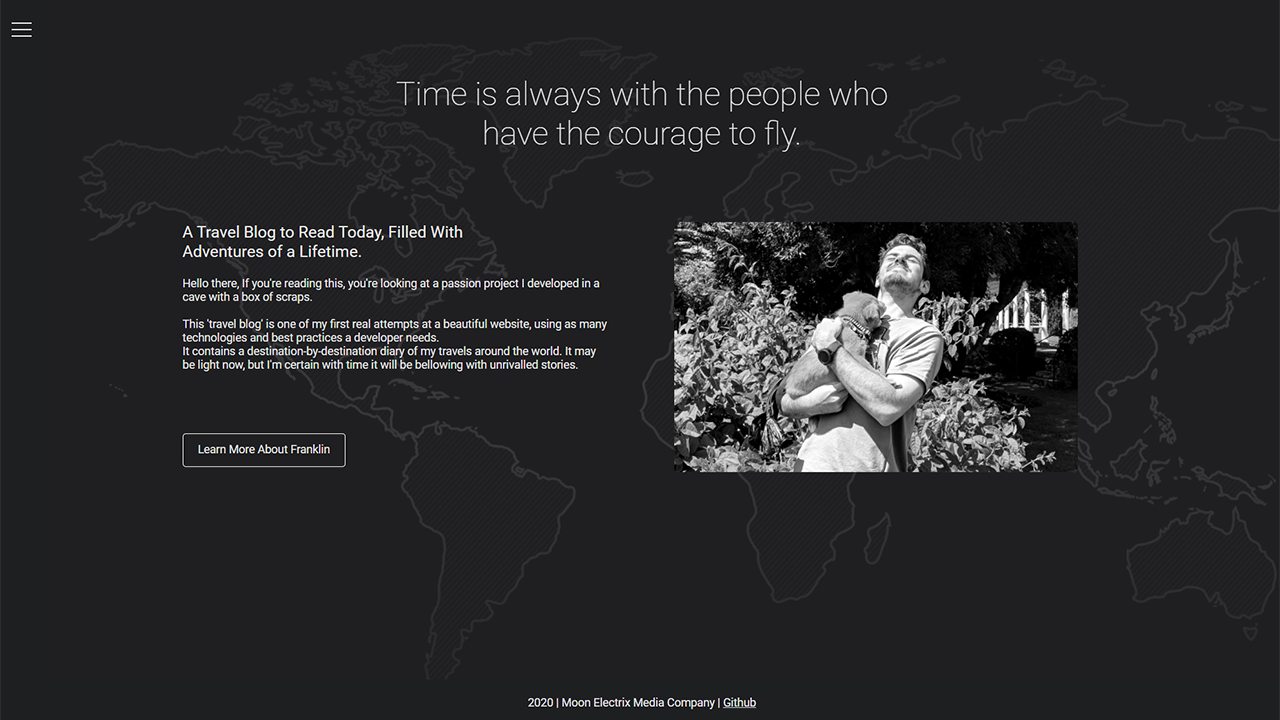 Time is always with the people who
have the courage to fly.
A Travel Blog to Read Today, Filled With
Adventures of a Lifetime.
Hello there, If you're reading this, you're looking at a passion project I developed in a
cave with a box of scraps.
This 'travel blog' is one of my first real attempts at a beautiful website, using as many
technologies and best practices a developer needs.
It contains a destination-by-destination diary of my travels around the world. It may
be light now, but I'm certain with time it will be bellowing with unrivalled stories.
Learn More About Franklin
2020 | Moon Electrix Media Company | Github